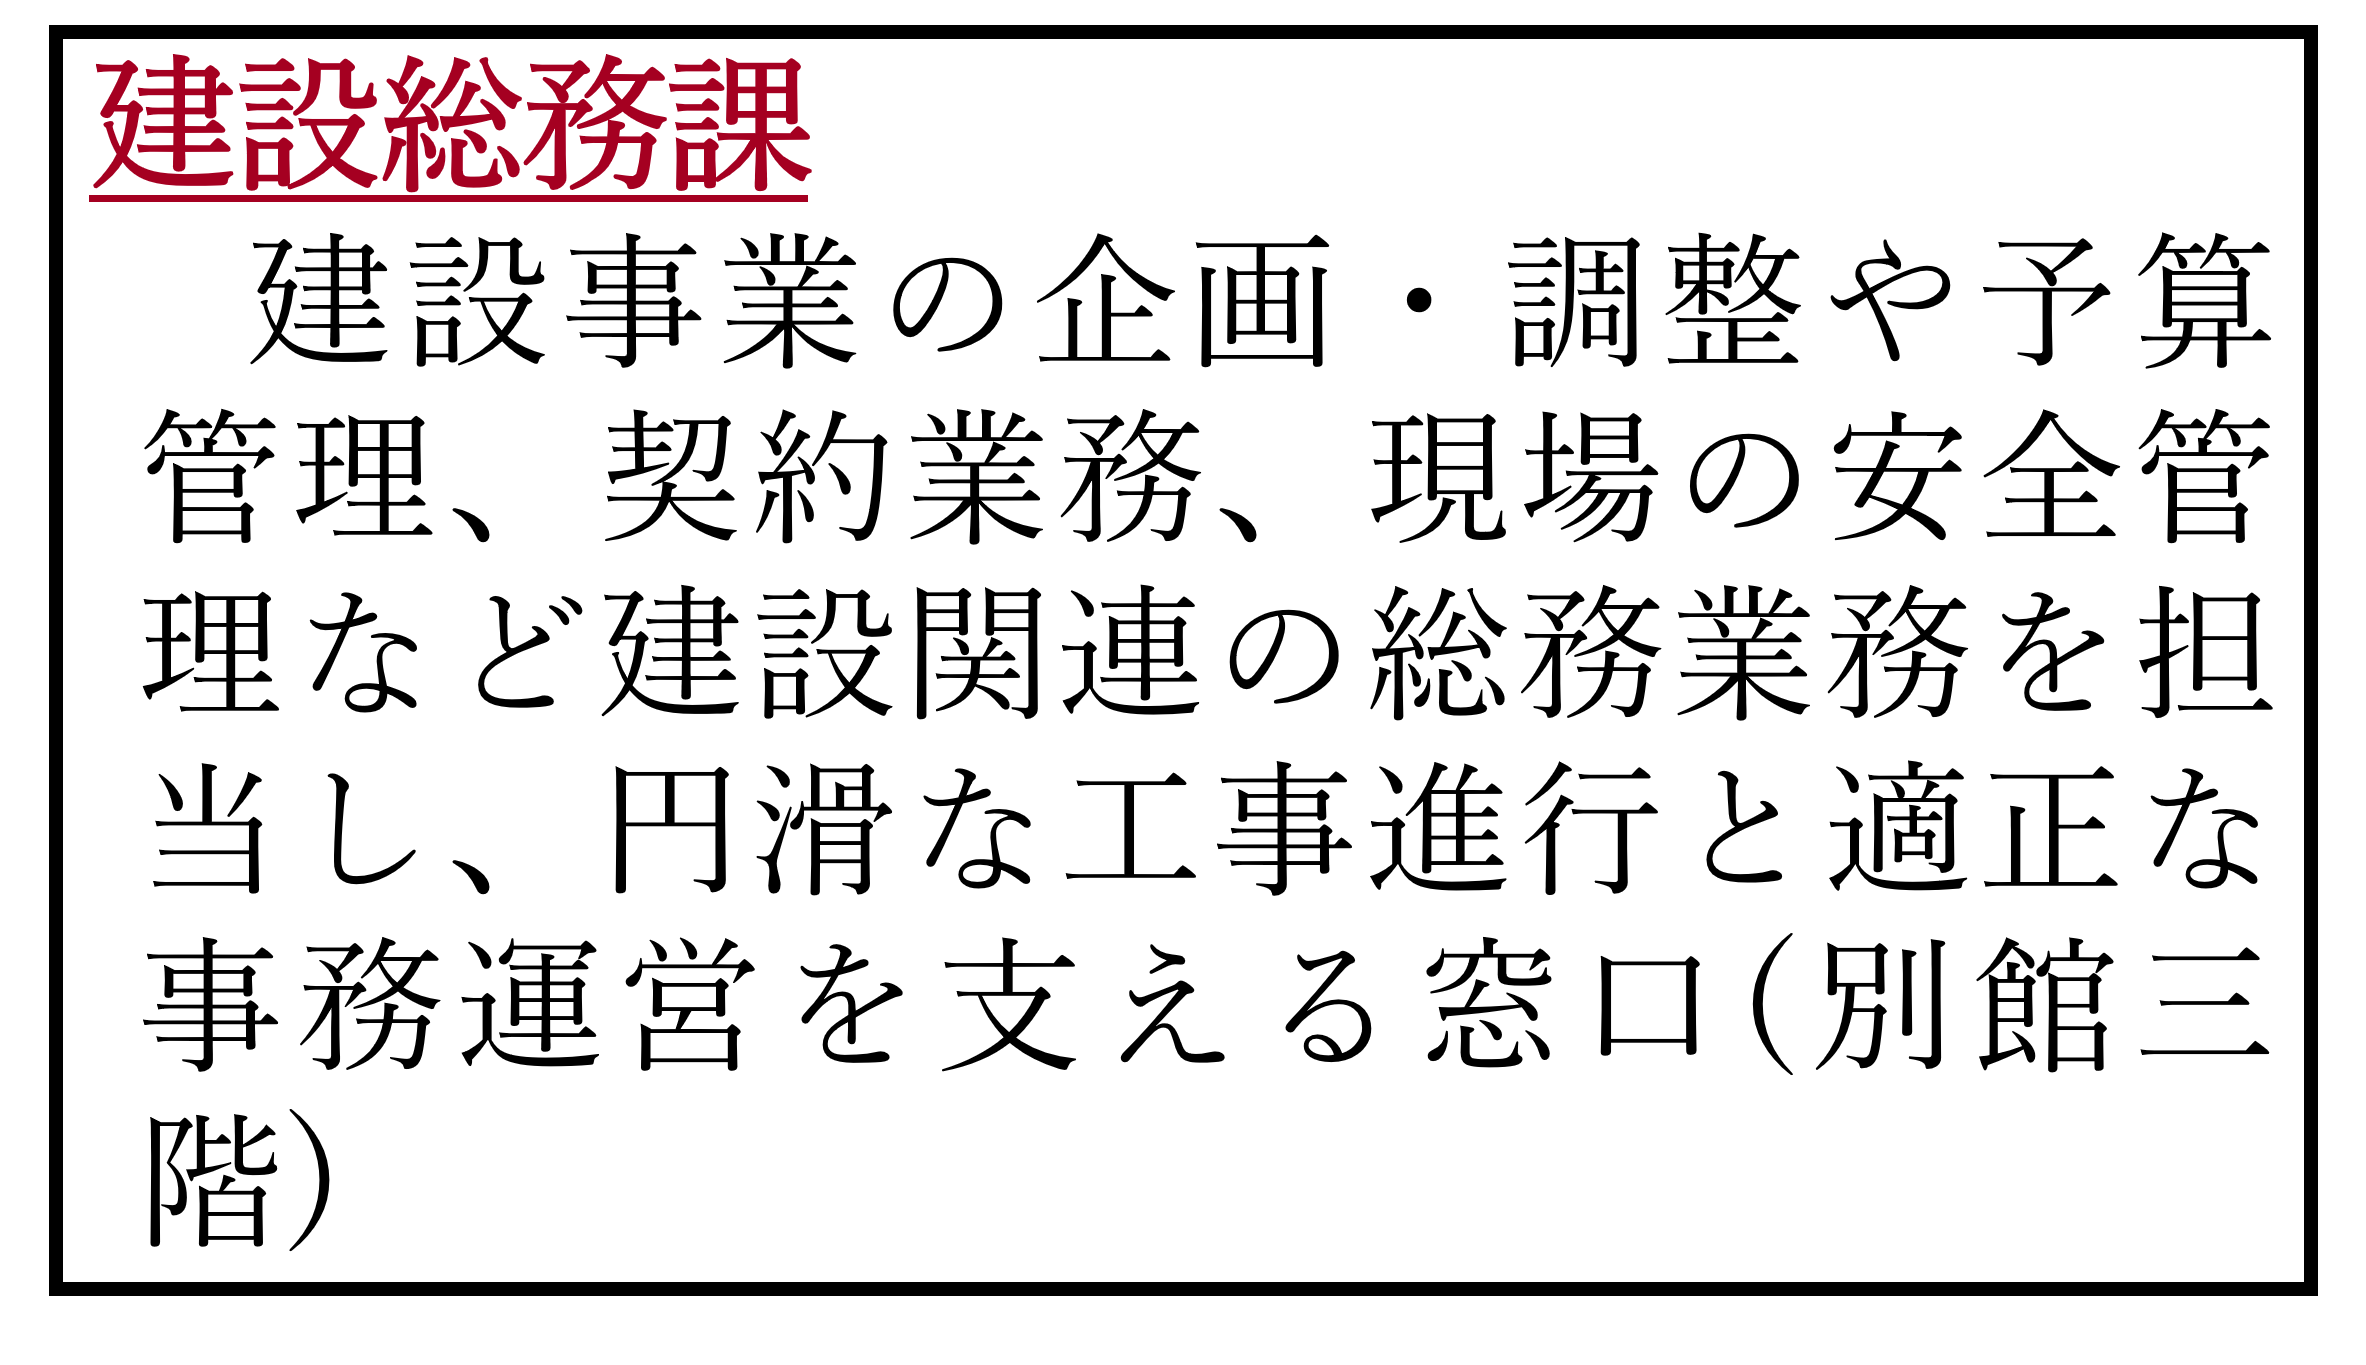 建設総務課
建設事業の企画・調整や予算
管理、契約業務、現場の安全管
理など建設関連の総務業務を担
当し、円滑な工事進行と適正な
事務運営を支える窓口(別館三
階)